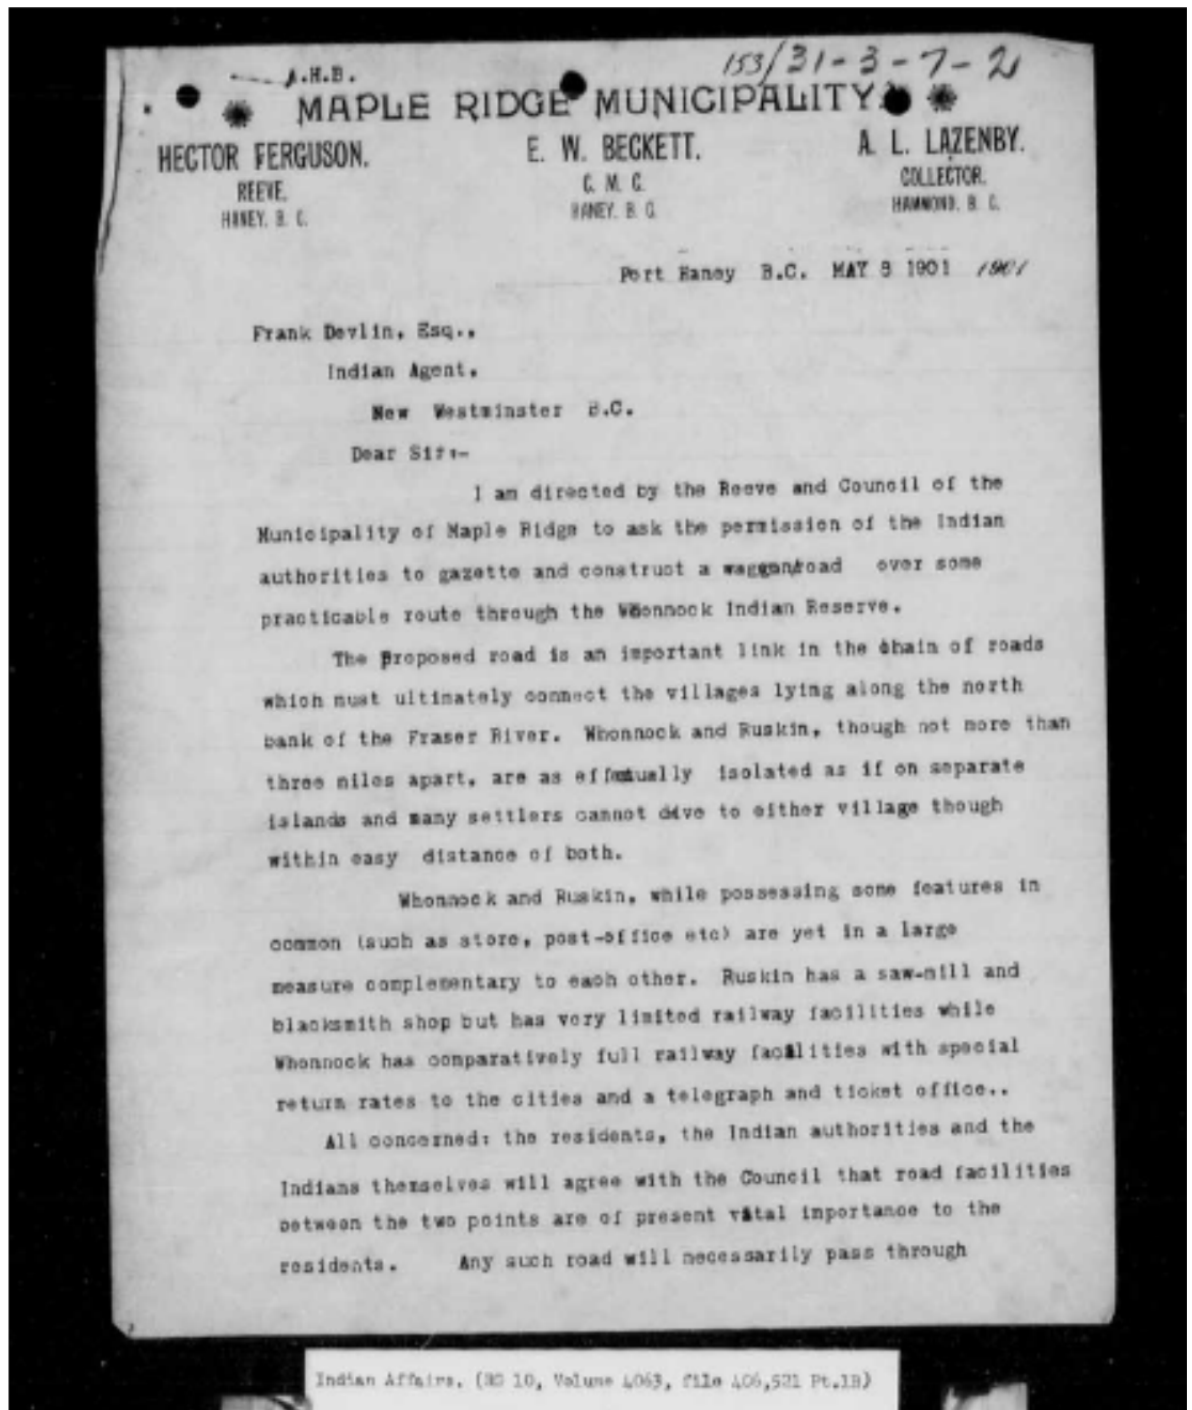 153/31-3-7-2
A.H.B.
MAPLE RIDGE MUNICIPALITY.
HECTOR FERGUSON.
REEVE.
HANEY. B. C.
E. W. BECKETT.
C. M. C.
HANEY. B. C.
A. L. LAZENBY.
COLLECTOR.
HAMMOND. B. C.
Port Haney B.C. MAY 8 1901 1901
Frank Devlin, Esq.,
Indian Agent,
New Westminster B.C.
Dear Sir:-
I am directed by the Reeve and Council of the
Municipality of Maple Ridge to ask the permission of the Indian
authorities to gazette and construct a waggon road over some
practicable route through the Whonnock Indian Reserve.
The Proposed road is an important link in the chain of roads
which must ultimately connect the villages lying along the north
bank of the Fraser River. Whonnock and Ruskin, though not more than
three miles apart, are as effectually isolated as if on separate
islands and many settlers cannot dive to either village though
within easy distance of both.
Whonnock and Ruskin, while possessing some features in
common (such as store, post-office etc) are yet in a large
measure complementary to each other. Ruskin has a saw-mill and
blacksmith shop but has very limited railway facilities while
Whonnock has comparatively full railway facilities with special
return rates to the cities and a telegraph and ticket office..
All concerned: the residents, the Indian authorities and the
Indians themselves will agree with the Council that road facilities
between the two points are of present vital importance to the
residents. Any such road will necessarily pass through
Indian Affairs. (RG 10, Volume 4063, file 406,521 Pt.1B)